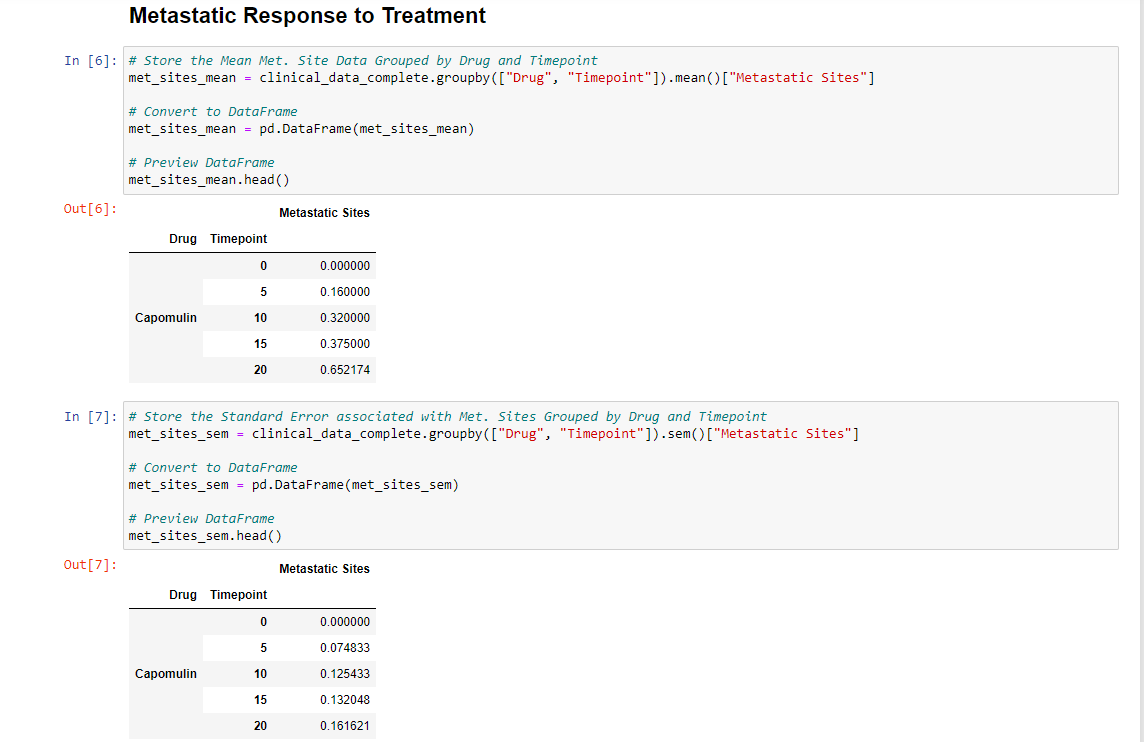 Metastatic Response to Treatment
In [6]: # Store the Mean Met. Site Data Grouped by Drug and Timepoint
met_sites_mean = clinical_data_complete.groupby(["Drug", "Timepoint"]).mean()["Metastatic Sites"]
# Convert to DataFrame
met_sites_mean = pd.DataFrame(met_sites_mean)
# Preview DataFrame
met_sites_mean.head()
Out[6]: Metastatic Sites
Drug Timepoint
0 0.000000
5 0.160000
Capomulin 10 0.320000
15 0.375000
20 0.652174
In [7]: # Store the Standard Error associated with Met. Sites Grouped by Drug and Timepoint
met_sites_sem = clinical_data_complete.groupby(["Drug", "Timepoint"]).sem()["Metastatic Sites"]
# Convert to DataFrame
met_sites_sem = pd.DataFrame(met_sites_sem)
# Preview DataFrame
met_sites_sem.head()
Out[7]: Metastatic Sites
Drug Timepoint
0 0.000000
5 0.074833
Capomulin 10 0.125433
15 0.132048
20 0.161621